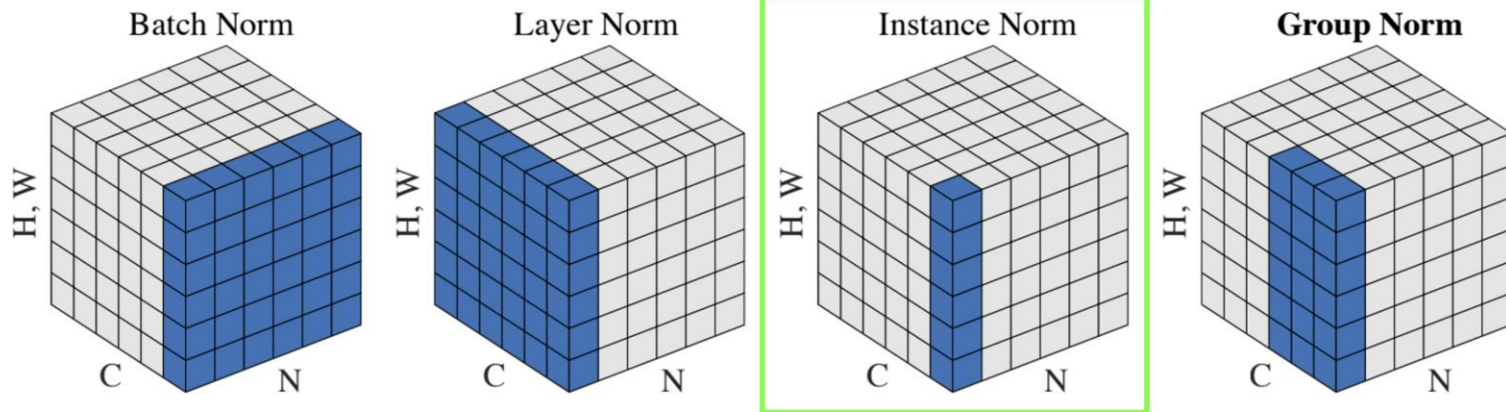 Batch Norm
Layer Norm
Instance Norm
Group Norm
H, W
C
N
H, W
C
N
H, W
C
N
H, W
C
N